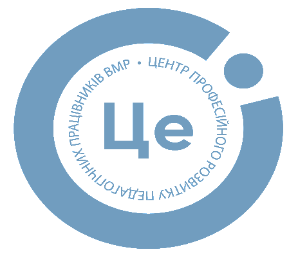 ЦЕНТР ПРОФЕСІЙНОГО РОЗВИТКУ ПЕДАГОГІЧНИХ ПРАЦІВНИКІВ ВМР •
Це